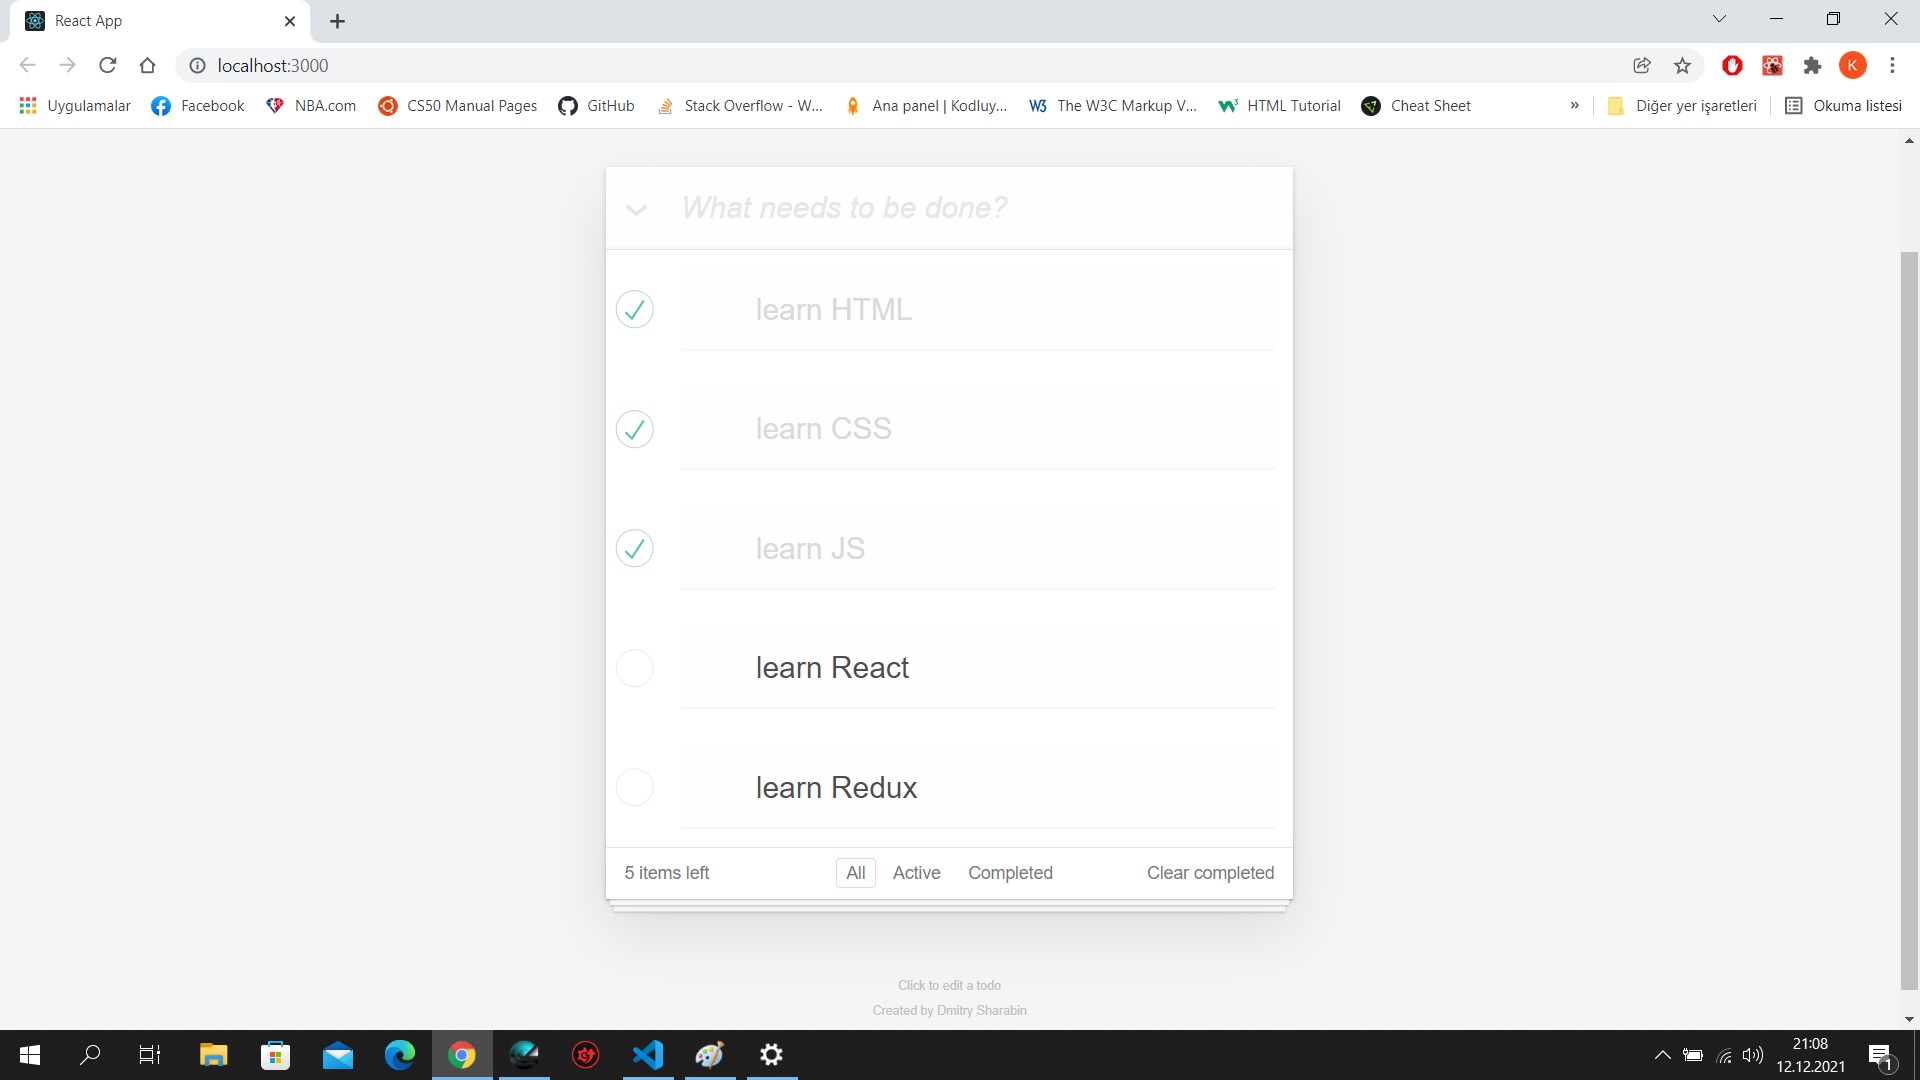 React App
localhost:3000
K
Uygulamalar Facebook NBA.com CS50 Manual Pages GitHub Stack Overflow - W... Ana panel | Kodluy... W3 The W3C Markup V... HTML Tutorial Cheat Sheet » Diğer yer işaretleri Okuma listesi
What needs to be done?
learn HTML
learn CSS
learn JS
learn React
learn Redux
5 items left All Active Completed Clear completed
Click to edit a todo
Created by Dmitry Sharabin
21:08
12.12.2021
1